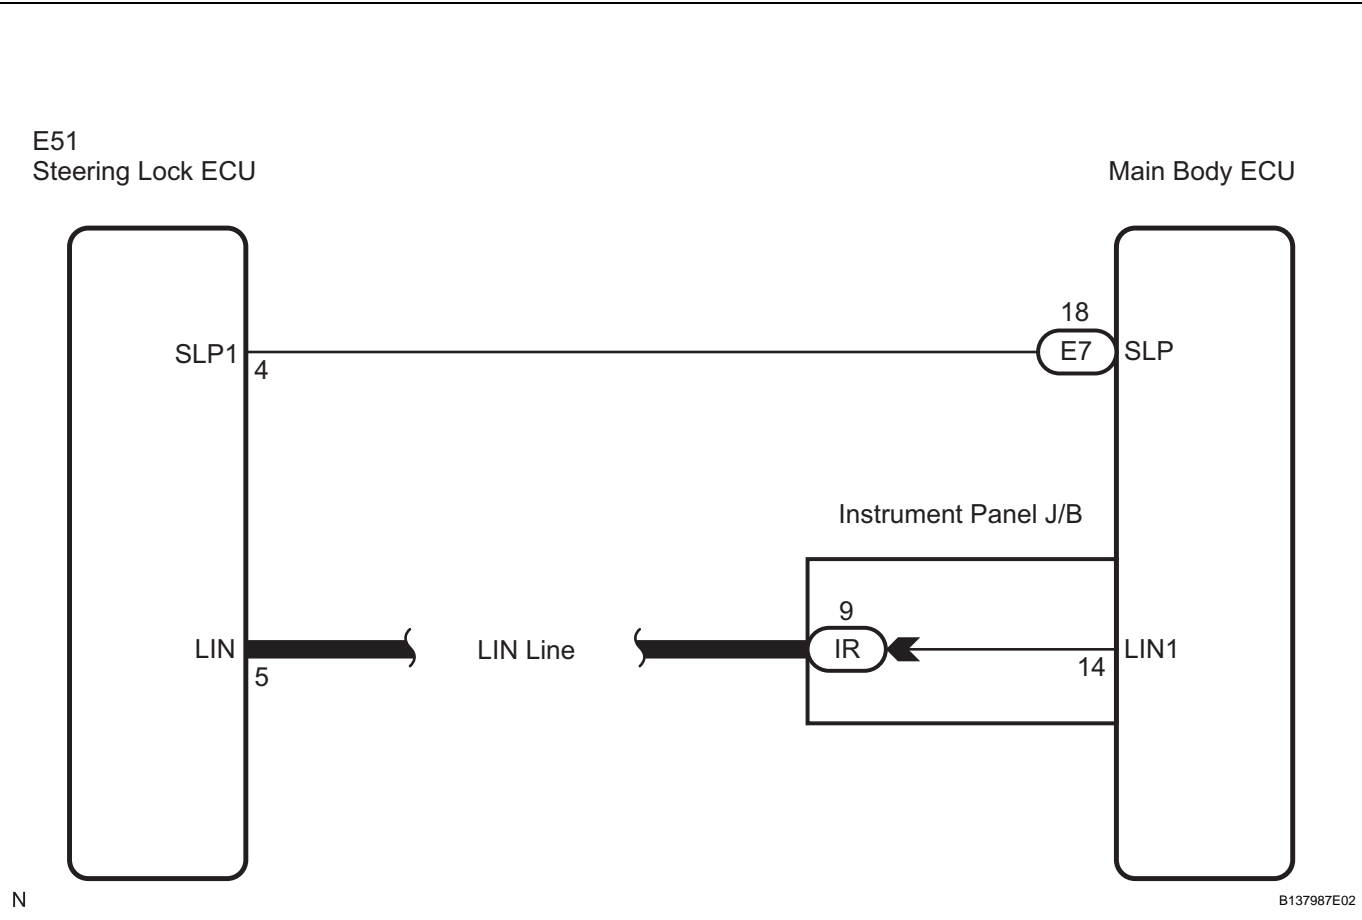 E51
Steering Lock ECU
Main Body ECU
18
SLP1
E7
SLP
4
Instrument Panel J/B
9
LIN
LIN Line
IR
LIN1
14
5
N
B137987E02